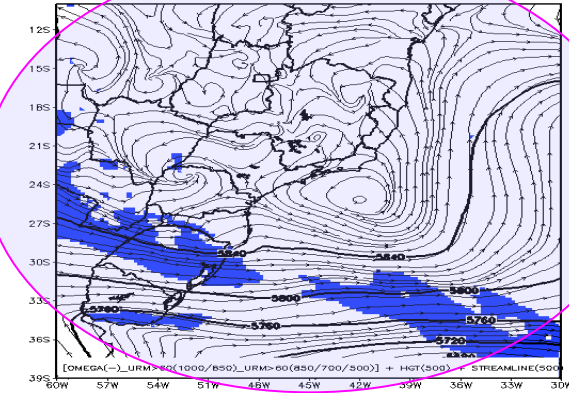 12S
15S
18S
21S
24S
27S
30S
33S
36S
39S
5840
5840
5800
5800
5760
5760
5760
5720
[OMEGA(-)_URM>60(1000/850)_URM>60(850/700/500)] + HGT(500) + STREAMLINE(500
60W 57W 54W 51W 48W 45W 42W 39W 36W 33W 30W